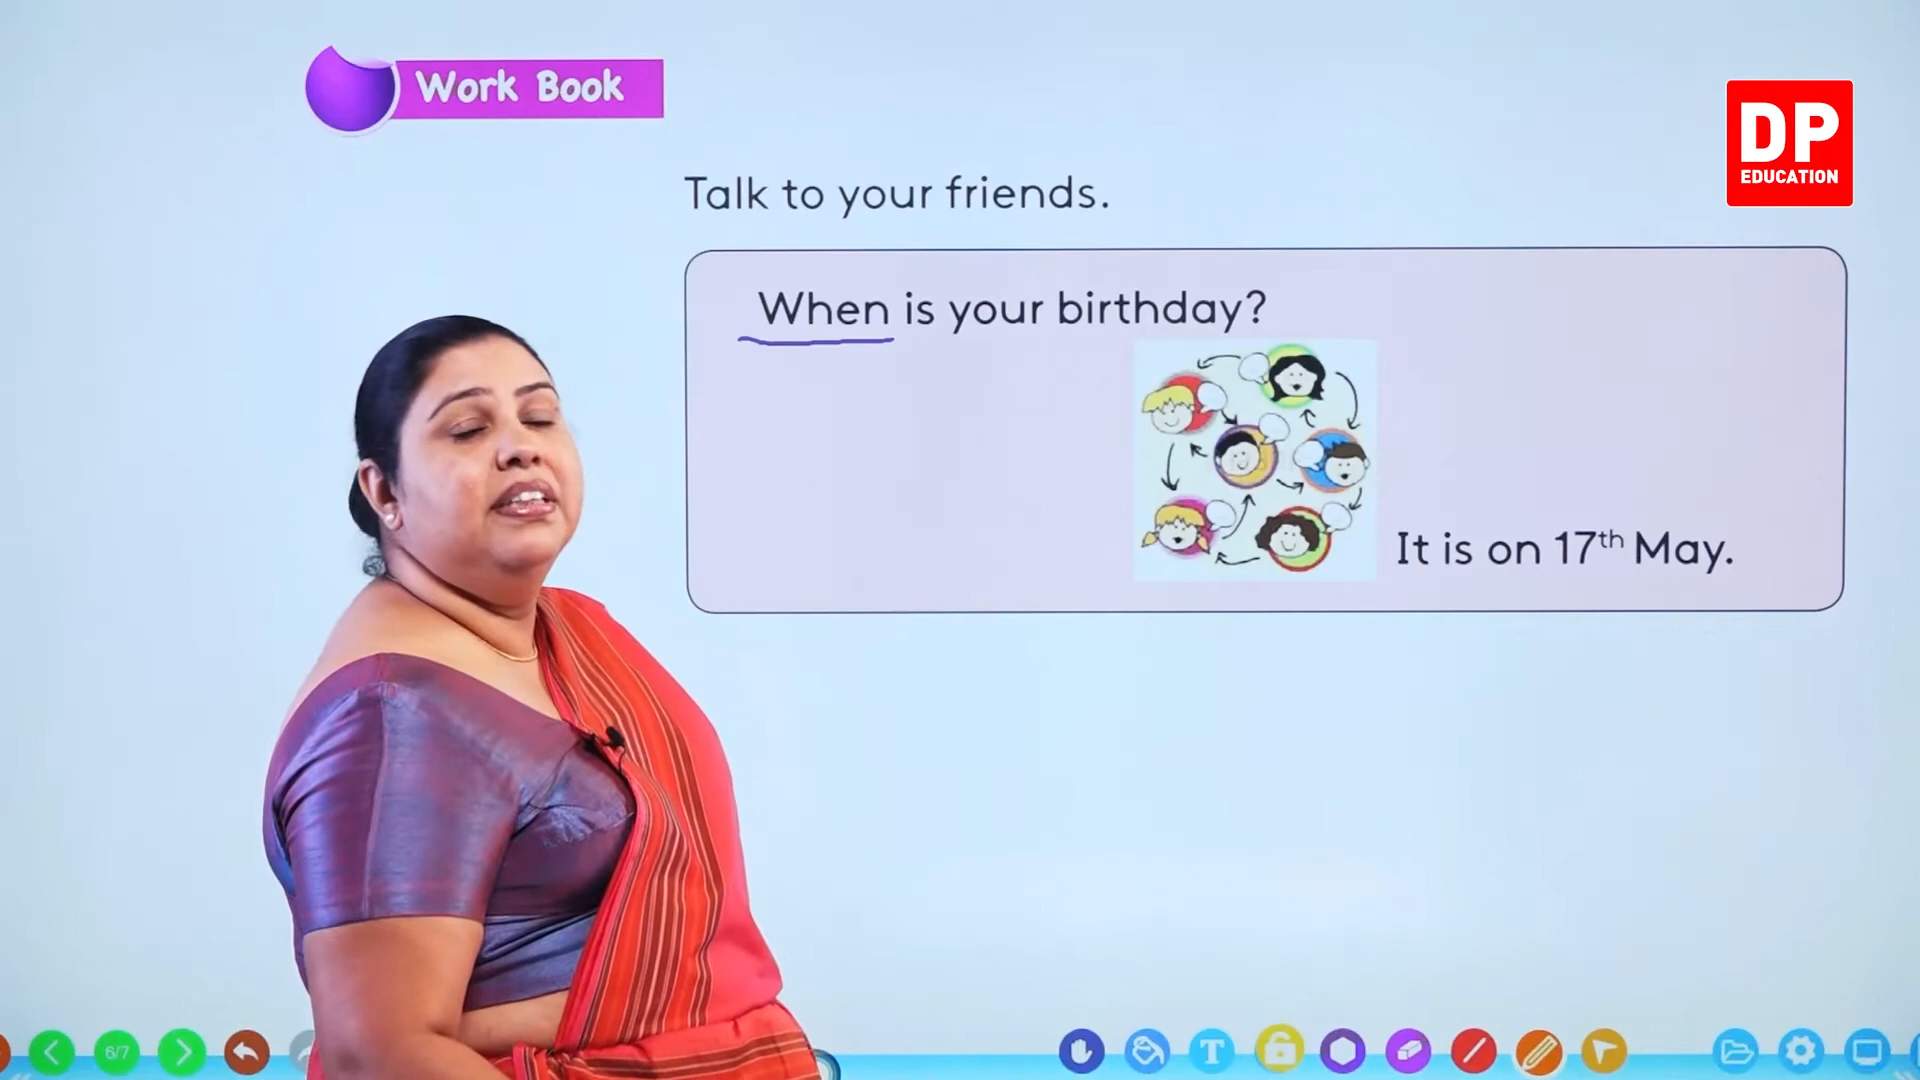 Work Book
DP
EDUCATION
Talk to your friends.
When is your birthday?
It is on 17th May.
6/7
T